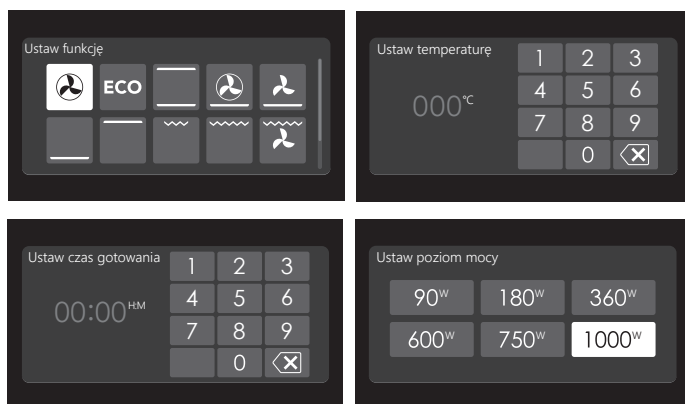 Ustaw funkcję
ECO
Ustaw temperaturę
000°C
1 2 3
4 5 6
7 8 9
0
Ustaw czas gotowania
00:00 H:M
1 2 3
4 5 6
7 8 9
0
Ustaw poziom mocy
90W 180W 360W
600W 750W 1000W